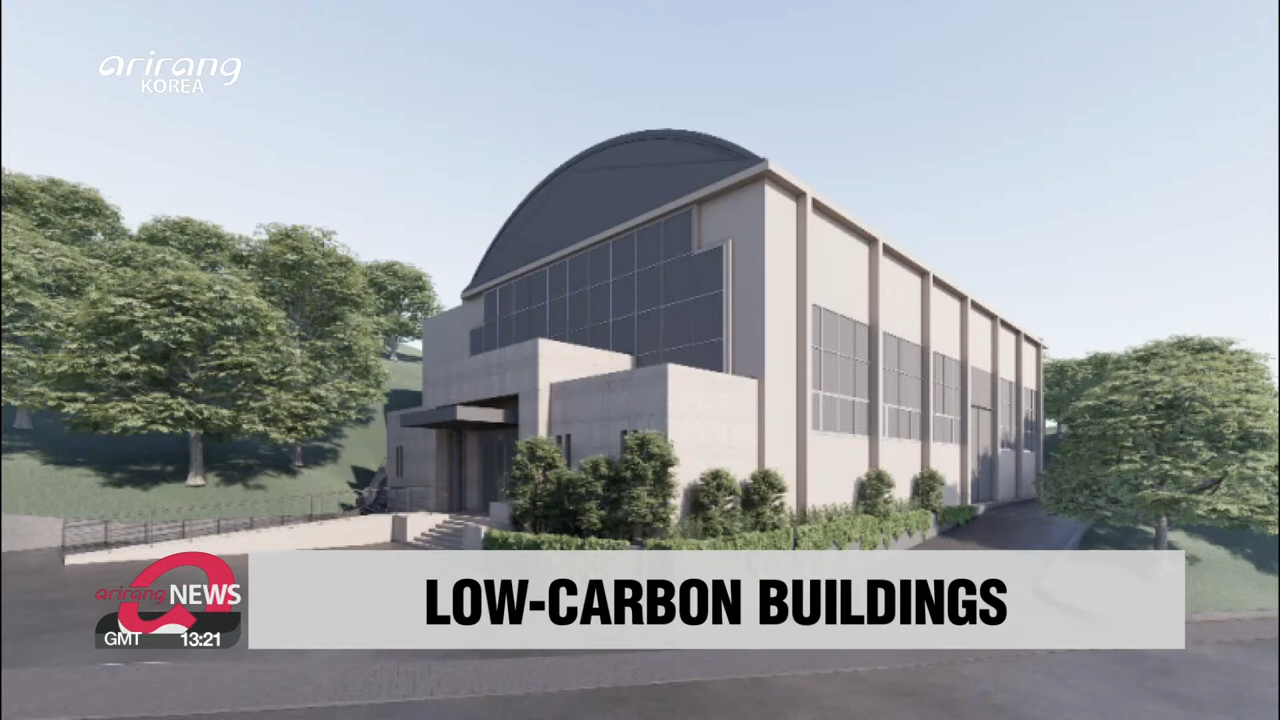 arirang
KOREA
LOW-CARBON BUILDINGS
arirang NEWS
GMT 13:21